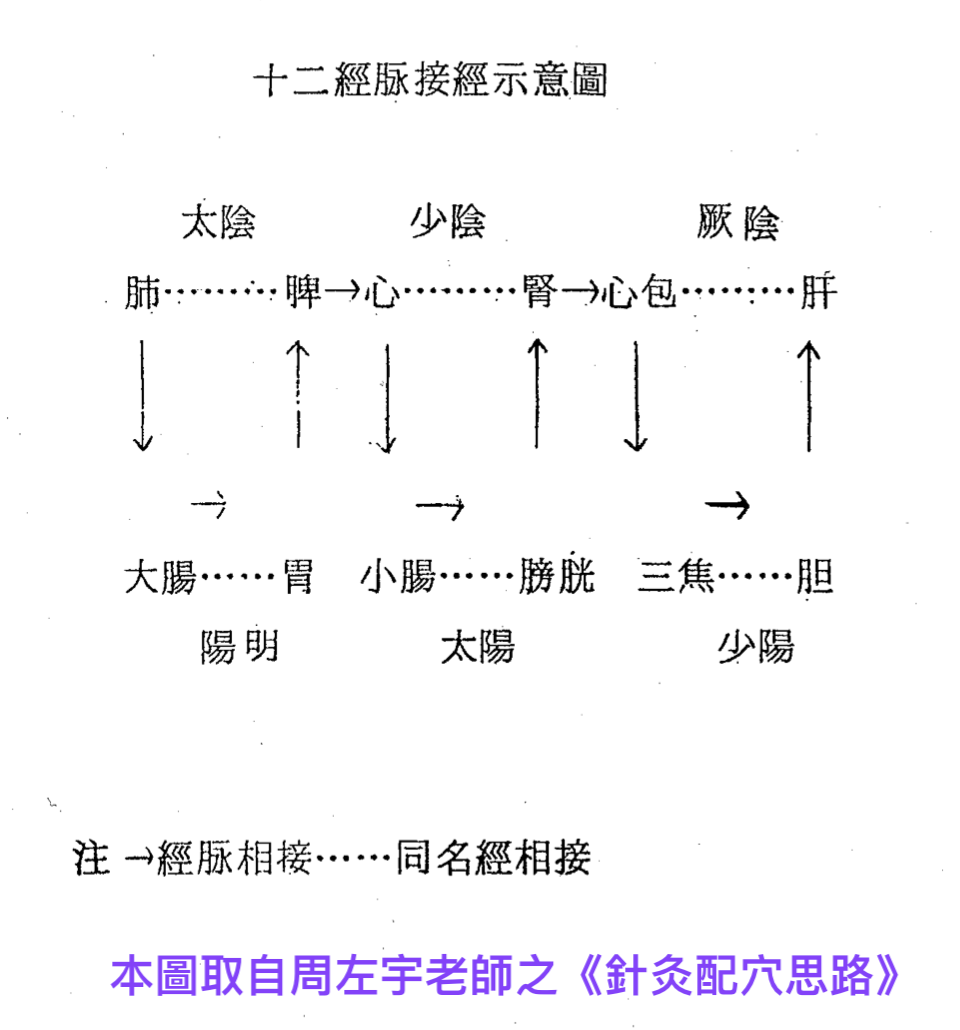 十二經脈接經示意圖
太陰 少陰 厥陰
肺………脾→心………腎→心包………肝
→ → →
大腸……胃 小腸……膀胱 三焦……胆
陽明 太陽 少陽
注 →經脈相接……同名經相接
本圖取自周左宇老師之《針灸配穴思路》